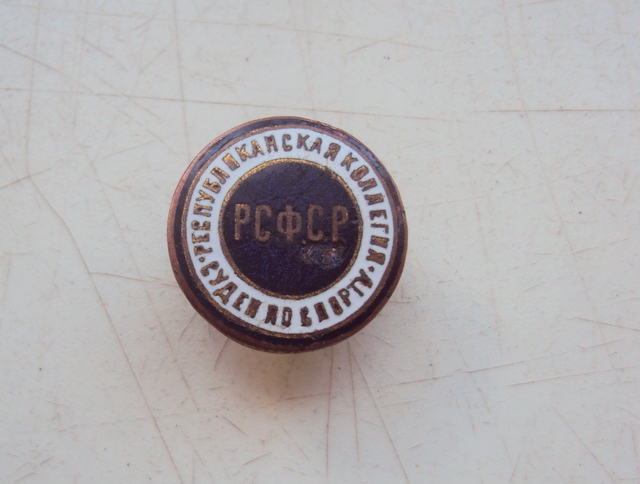 РЕСПУБЛИКАНСКАЯ КОЛЛЕГИЯ
СУДЕЙ ПО СПОРТУ
РСФСР